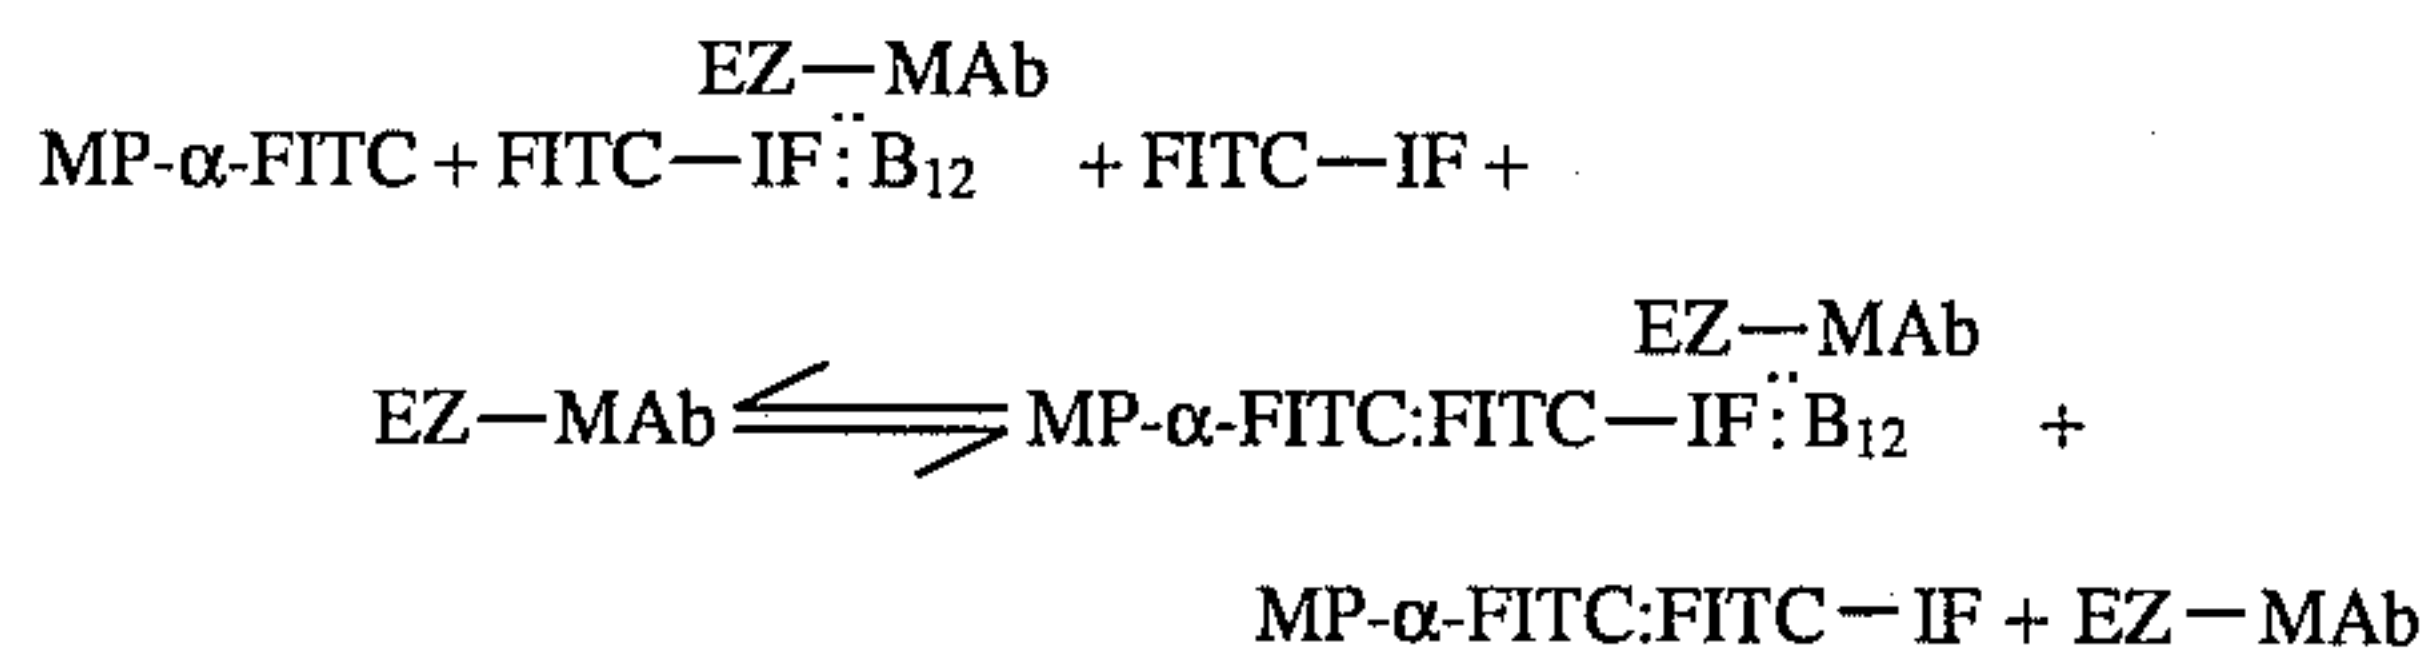 EZ—MAb
MP-α-FITC + FITC—IF:B₁₂ + FITC—IF +
EZ—MAb
EZ—MAb ⇌ MP-α-FITC:FITC—IF:B₁₂ +
MP-α-FITC:FITC—IF + EZ—MAb